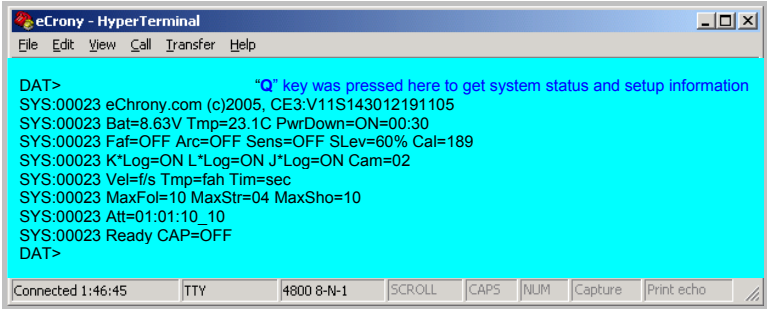 eCrony - HyperTerminal
File Edit View Call Transfer Help
DAT> “Q” key was pressed here to get system status and setup information
SYS:00023 eChrony.com (c)2005, CE3:V11S143012191105
SYS:00023 Bat=8.63V Tmp=23.1C PwrDown=ON=00:30
SYS:00023 Faf=OFF Arc=OFF Sens=OFF SLev=60% Cal=189
SYS:00023 K*Log=ON L*Log=ON J*Log=ON Cam=02
SYS:00023 Vel=f/s Tmp=fah Tim=sec
SYS:00023 MaxFol=10 MaxStr=04 MaxSho=10
SYS:00023 Att=01:01:10_10
SYS:00023 Ready CAP=OFF
DAT>
Connected 1:46:45 TTY 4800 8-N-1 SCROLL CAPS NUM Capture Print echo